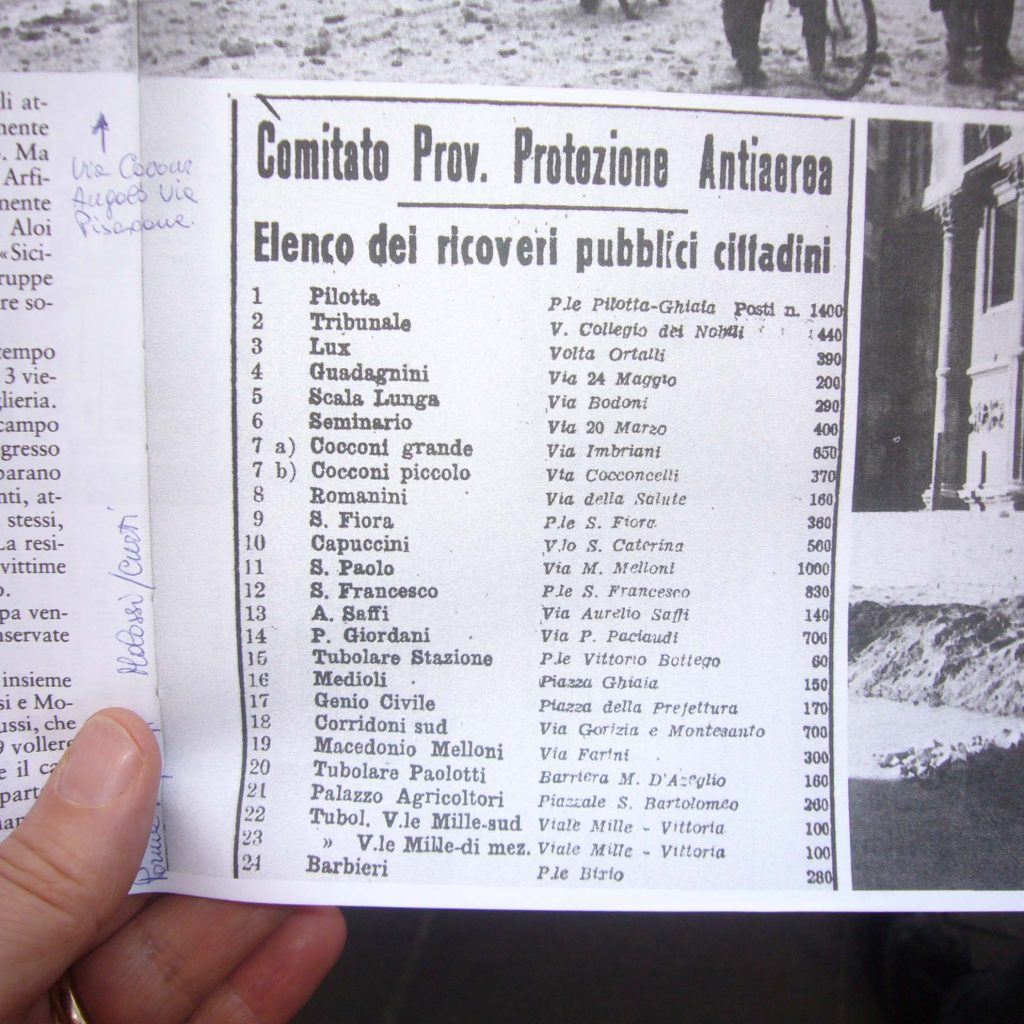 li at-
mente
o. Ma
Arfi-
nente
Aloi
«Sici-
ruppe
re so-
tempo
3 vie-
glieria.
campo
gresso
parano
nti, at-
stessi,
La resi-
vittime
o.
pa ven-
nservate
insieme
si e Mo-
ussi, che
9 vollero
e il ca
parte
Via Cavour
Angolo Via
Pisacane
Comitato Prov. Protezione Antiaerea
Elenco dei ricoveri pubblici cittadini
1 Pilotta P.le Pilotta-Ghiaia Posti n. 1400
2 Tribunale V. Collegio dei Nobili 440
3 Lux Volta Ortalli 390
4 Guadagnini Via 24 Maggio 200
5 Scala Lunga Via Bodoni 290
6 Seminario Via 20 Marzo 400
7 a) Cocconi grande Via Imbriani 650
7 b) Cocconi piccolo Via Cocconcelli 370
8 Romanini Via della Salute 160
9 S. Fiora P.le S. Fiora 360
10 Capuccini V.lo S. Caterina 560
11 S. Paolo Via M. Melloni 1000
12 S. Francesco P.le S. Francesco 830
13 A. Saffi Via Aurelio Saffi 140
14 P. Giordani Via P. Paciaudi 700
15 Tubolare Stazione P.le Vittorio Bottego 60
16 Medioli Piazza Ghiaia 150
17 Genio Civile Piazza della Prefettura 170
18 Corridoni sud Via Gorizia e Montesanto 700
19 Macedonio Melloni Via Farini 300
20 Tubolare Paolotti Barriera M. D'Azeglio 160
21 Palazzo Agricoltori Piazzale S. Bartolomeo 260
22 Tubol. V.le Mille-sud Viale Mille - Vittoria 100
23 » V.le Mille-di mez. Viale Mille - Vittoria 100
24 Barbieri P.le Birio 280